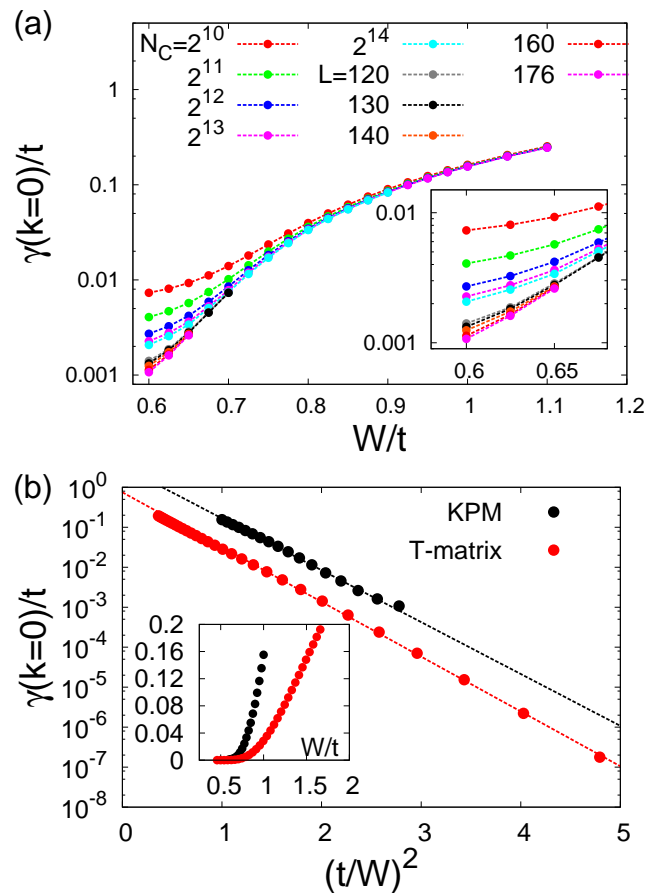 (a)
N_C=2^10
2^11
2^12
2^13
2^14
L=120
130
140
160
176
γ(k=0)/t
1
0.1
0.01
0.001
0.01
0.001
0.6 0.65
0.6 0.7 0.8 0.9 1 1.1 1.2
W/t
(b)
γ(k=0)/t
10^0
10^-1
10^-2
10^-3
10^-4
10^-5
10^-6
10^-7
10^-8
KPM
T-matrix
0.2
0.16
0.12
0.08
0.04
0
W/t
0.5 1 1.5 2
0 1 2 3 4 5
(t/W)^2